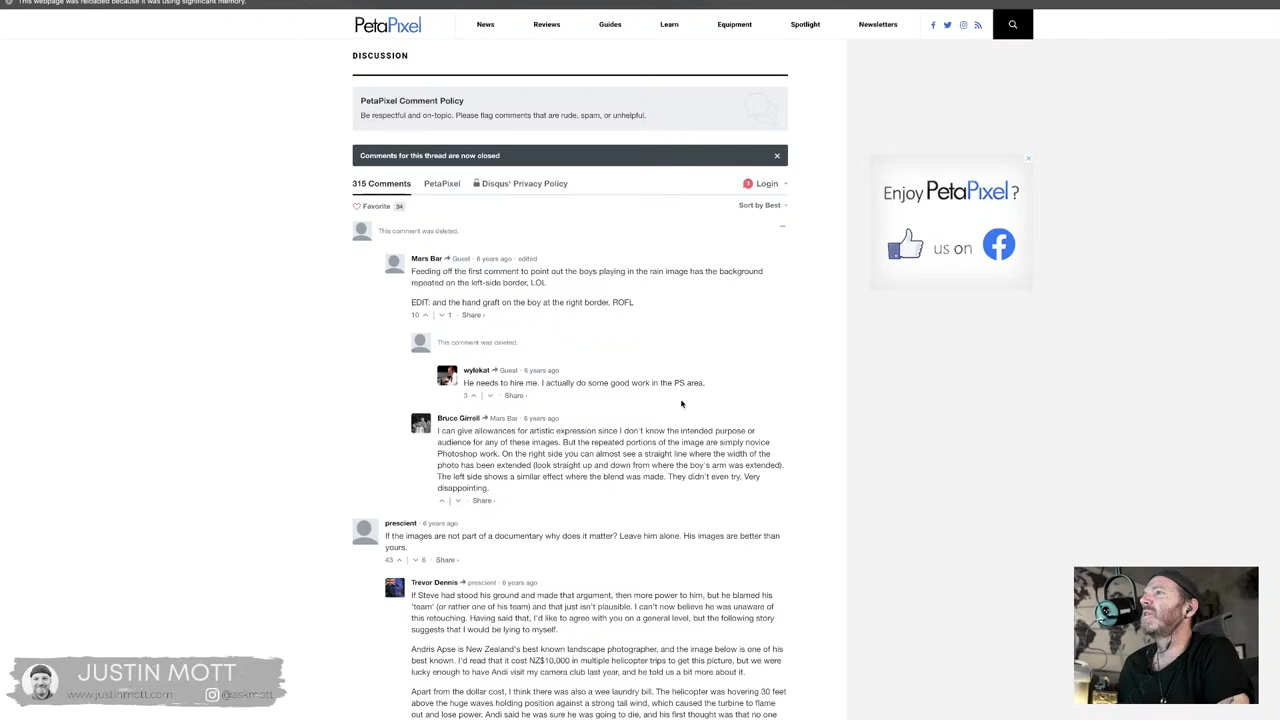 This webpage was reloaded because it was using significant memory.
PetaPixel News Reviews Guides Learn Equipment Spotlight Newsletters
DISCUSSION
PetaPixel Comment Policy
Be respectful and on-topic. Please flag comments that are rude, spam, or unhelpful.
Comments for this thread are now closed ×
315 Comments PetaPixel Disqus' Privacy Policy 1 Login
Favorite 34 Sort by Best
This comment was deleted. −
Mars Bar Guest · 6 years ago · edited
Feeding off the first comment to point out the boys playing in the rain image has the background
repeated on the left-side border, LOL
EDIT: and the hand graft on the boy at the right border, ROFL
10 | 1 · Share ›
This comment was deleted.
wylokat Guest · 6 years ago
He needs to hire me. I actually do some good work in the PS area.
3 | · Share ›
Bruce Girrell Mars Bar · 6 years ago
I can give allowances for artistic expression since I don't know the intended purpose or
audience for any of these images. But the repeated portions of the image are simply novice
Photoshop work. On the right side you can almost see a straight line where the width of the
photo has been extended (look straight up and down from where the boy's arm was extended).
The left side shows a similar effect where the blend was made. They didn't even try. Very
disappointing.
| · Share ›
prescient · 6 years ago
If the images are not part of a documentary why does it matter? Leave him alone. His images are better than
yours.
43 | 6 · Share ›
Trevor Dennis prescient · 6 years ago
If Steve had stood his ground and made that argument, then more power to him, but he blamed his
'team' (or rather one of his team) and that just isn't plausible. I can't now believe he was unaware of
this retouching. Having said that, I'd like to agree with you on a general level, but the following story
suggests that I would be lying to myself.
Andris Apse is New Zealand's best known landscape photographer, and the image below is one of his
best known. I'd read that it cost NZ$10,000 in multiple helicopter trips to get this picture, but we were
lucky enough to have Andi visit my camera club last year, and he told us a bit more about it.
Apart from the dollar cost, I think there was also a wee laundry bill. The helicopter was hovering 30 feet
above the huge waves holding position against a strong tail wind, which caused the turbine to flame
out and lose power. Andi said he was sure he was going to die, and his first thought was that no one
Enjoy PetaPixel?
us on
JUSTIN MOTT
www.justinmott.com @askmott